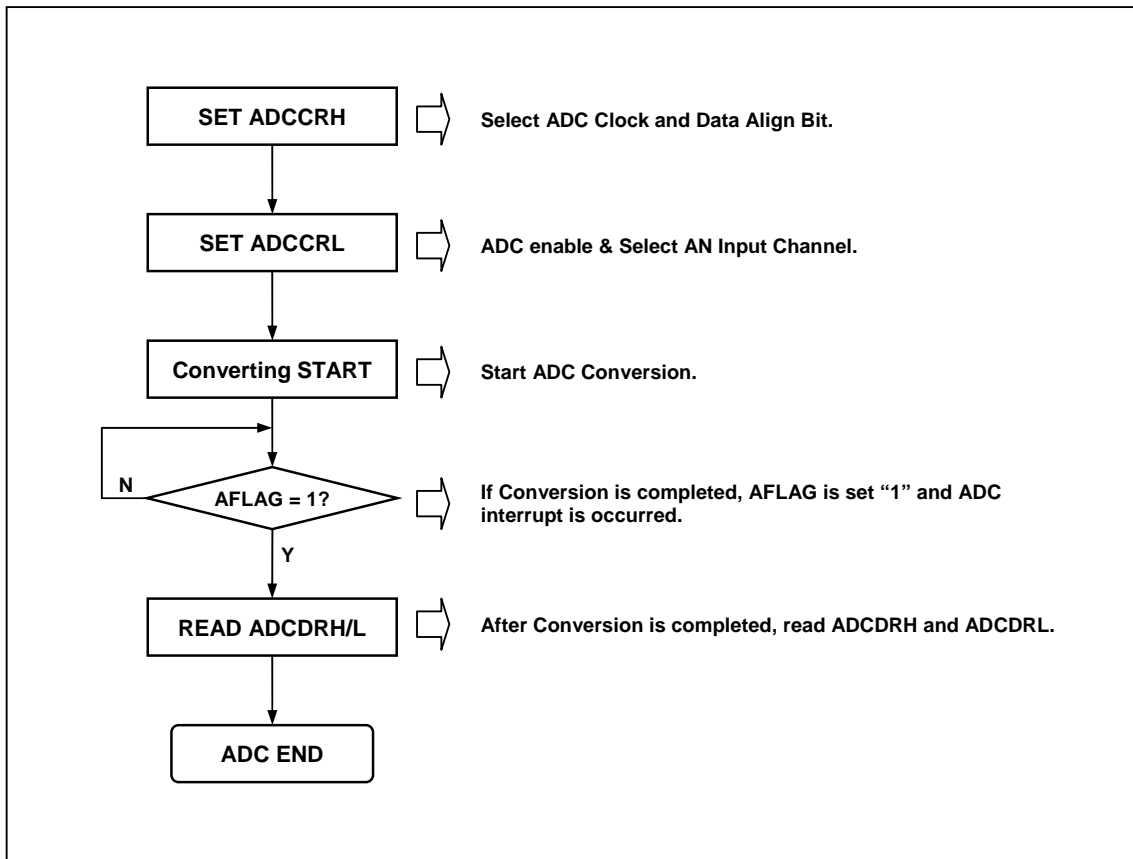 SET ADCCRH
Select ADC Clock and Data Align Bit.
SET ADCCRL
ADC enable & Select AN Input Channel.
Converting START
Start ADC Conversion.
N
AFLAG = 1?
If Conversion is completed, AFLAG is set “1” and ADC
interrupt is occurred.
Y
READ ADCDRH/L
After Conversion is completed, read ADCDRH and ADCDRL.
ADC END